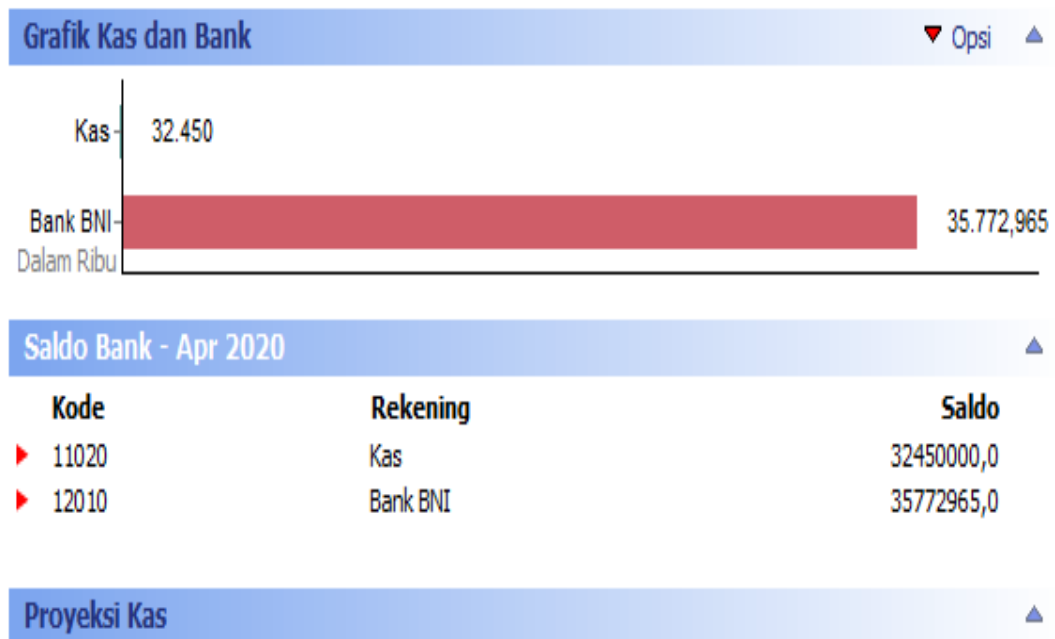 Grafik Kas dan Bank Opsi
Kas 32.450
Bank BNI 35.772,965
Dalam Ribu
Saldo Bank - Apr 2020
Kode Rekening Saldo
11020 Kas 32450000,0
12010 Bank BNI 35772965,0
Proyeksi Kas